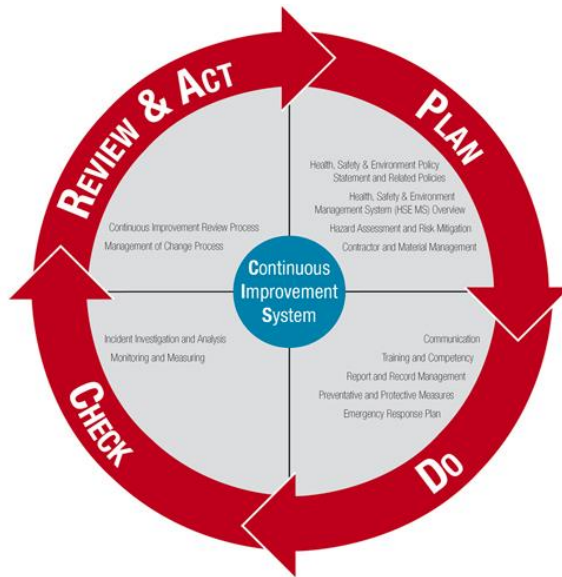 REVIEW & ACT
PLAN
Health, Safety & Environment Policy
Statement and Related Policies
Health, Safety & Environment
Management System (HSE MS) Overview
Hazard Assessment and Risk Mitigation
Contractor and Material Management
Continuous Improvement Review Process
Management of Change Process
Continuous
Improvement
System
Incident Investigation and Analysis
Monitoring and Measuring
Communication
Training and Competency
Report and Record Management
Preventative and Protective Measures
Emergency Response Plan
CHECK
DO